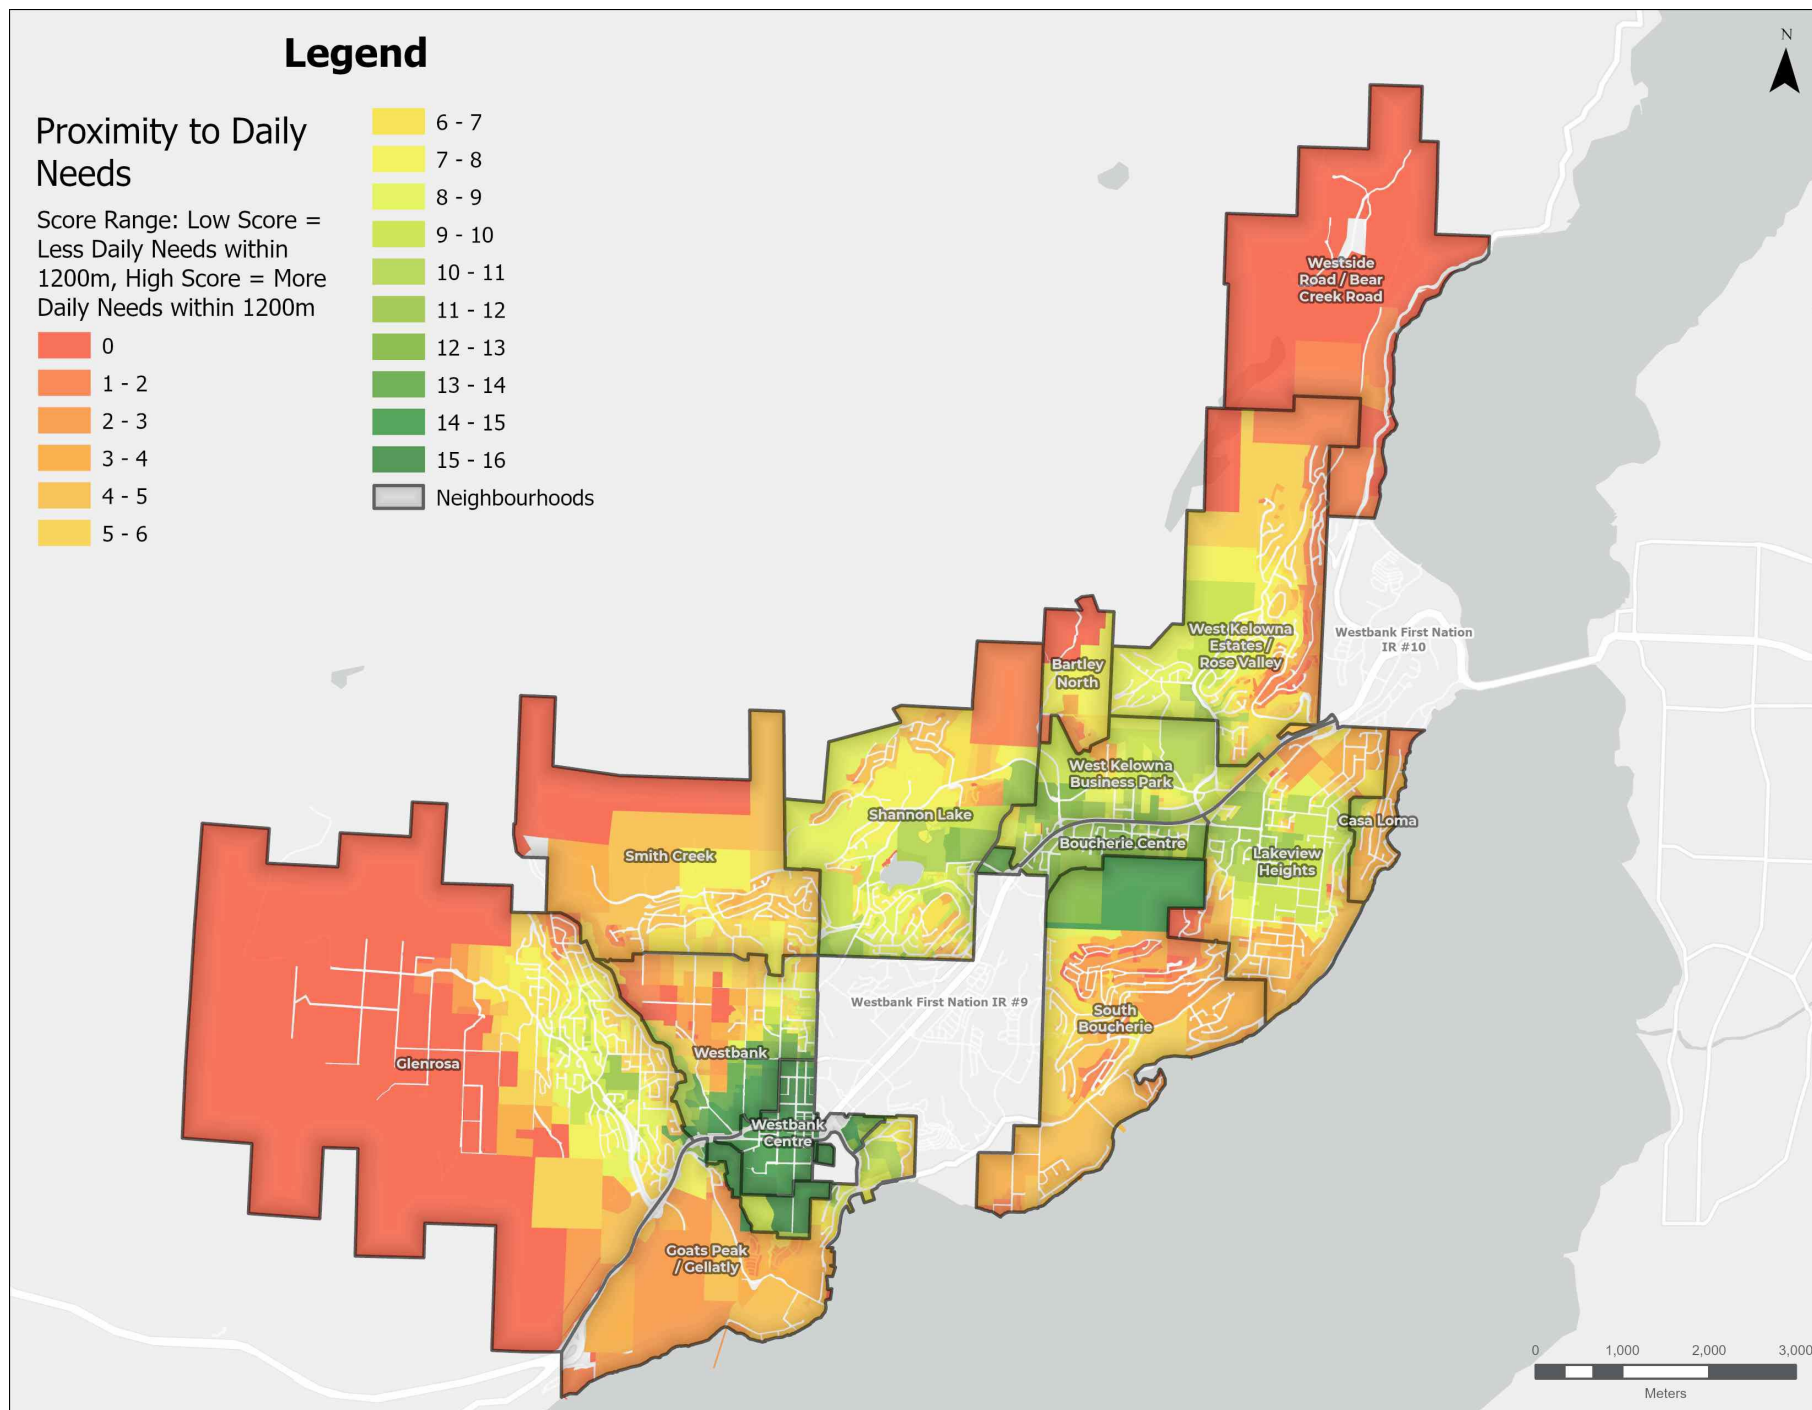 Legend
Proximity to Daily
Needs
Score Range: Low Score =
Less Daily Needs within
1200m, High Score = More
Daily Needs within 1200m
0
1 - 2
2 - 3
3 - 4
4 - 5
5 - 6
6 - 7
7 - 8
8 - 9
9 - 10
10 - 11
11 - 12
12 - 13
13 - 14
14 - 15
15 - 16
Neighbourhoods
N
Westside
Road / Bear
Creek Road
West Kelowna
Estates /
Rose Valley
Westbank First Nation
IR #10
Bartley
North
West Kelowna
Business Park
Shannon Lake
Casa Loma
Boucherie Centre
Lakeview
Heights
Smith Creek
Westbank First Nation IR #9
South
Boucherie
Glenrosa
Westbank
Westbank
Centre
Goats Peak
/ Gellatly
0 1,000 2,000 3,000
Meters